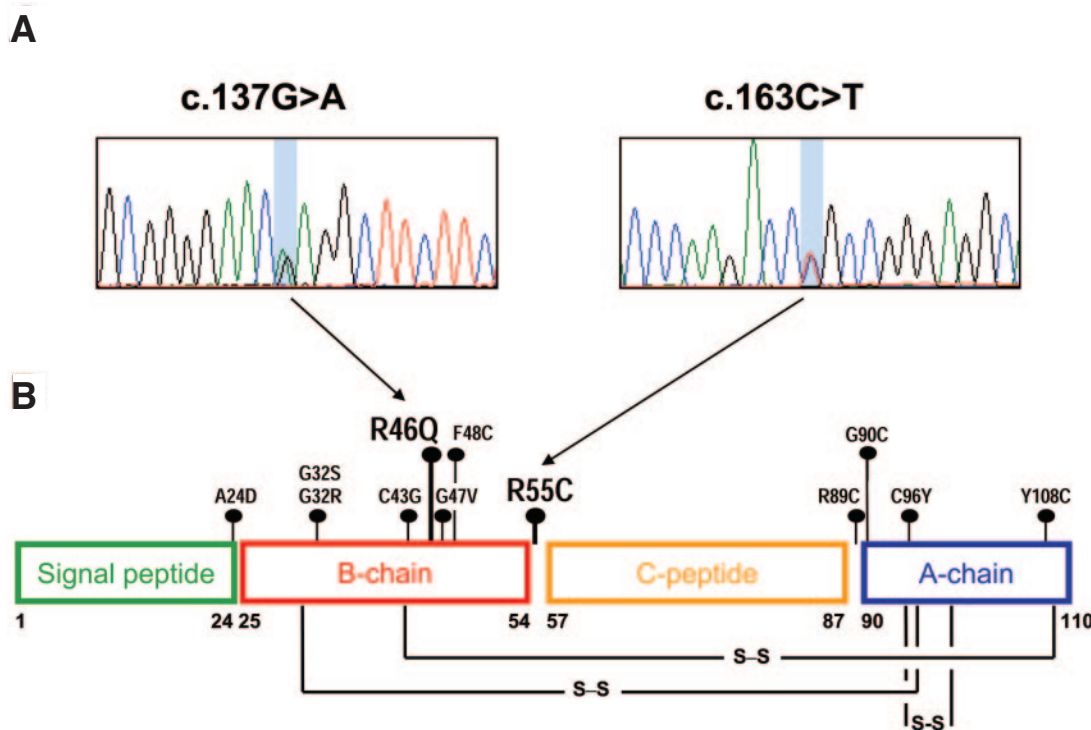 A
c.137G>A c.163C>T
B
R46Q F48C
G90C
G32S
A24D G32R C43G G47V R55C R89C C96Y Y108C
Signal peptide B-chain C-peptide A-chain
1 24 25 54 57 87 90 110
S–S
S–S
S-S